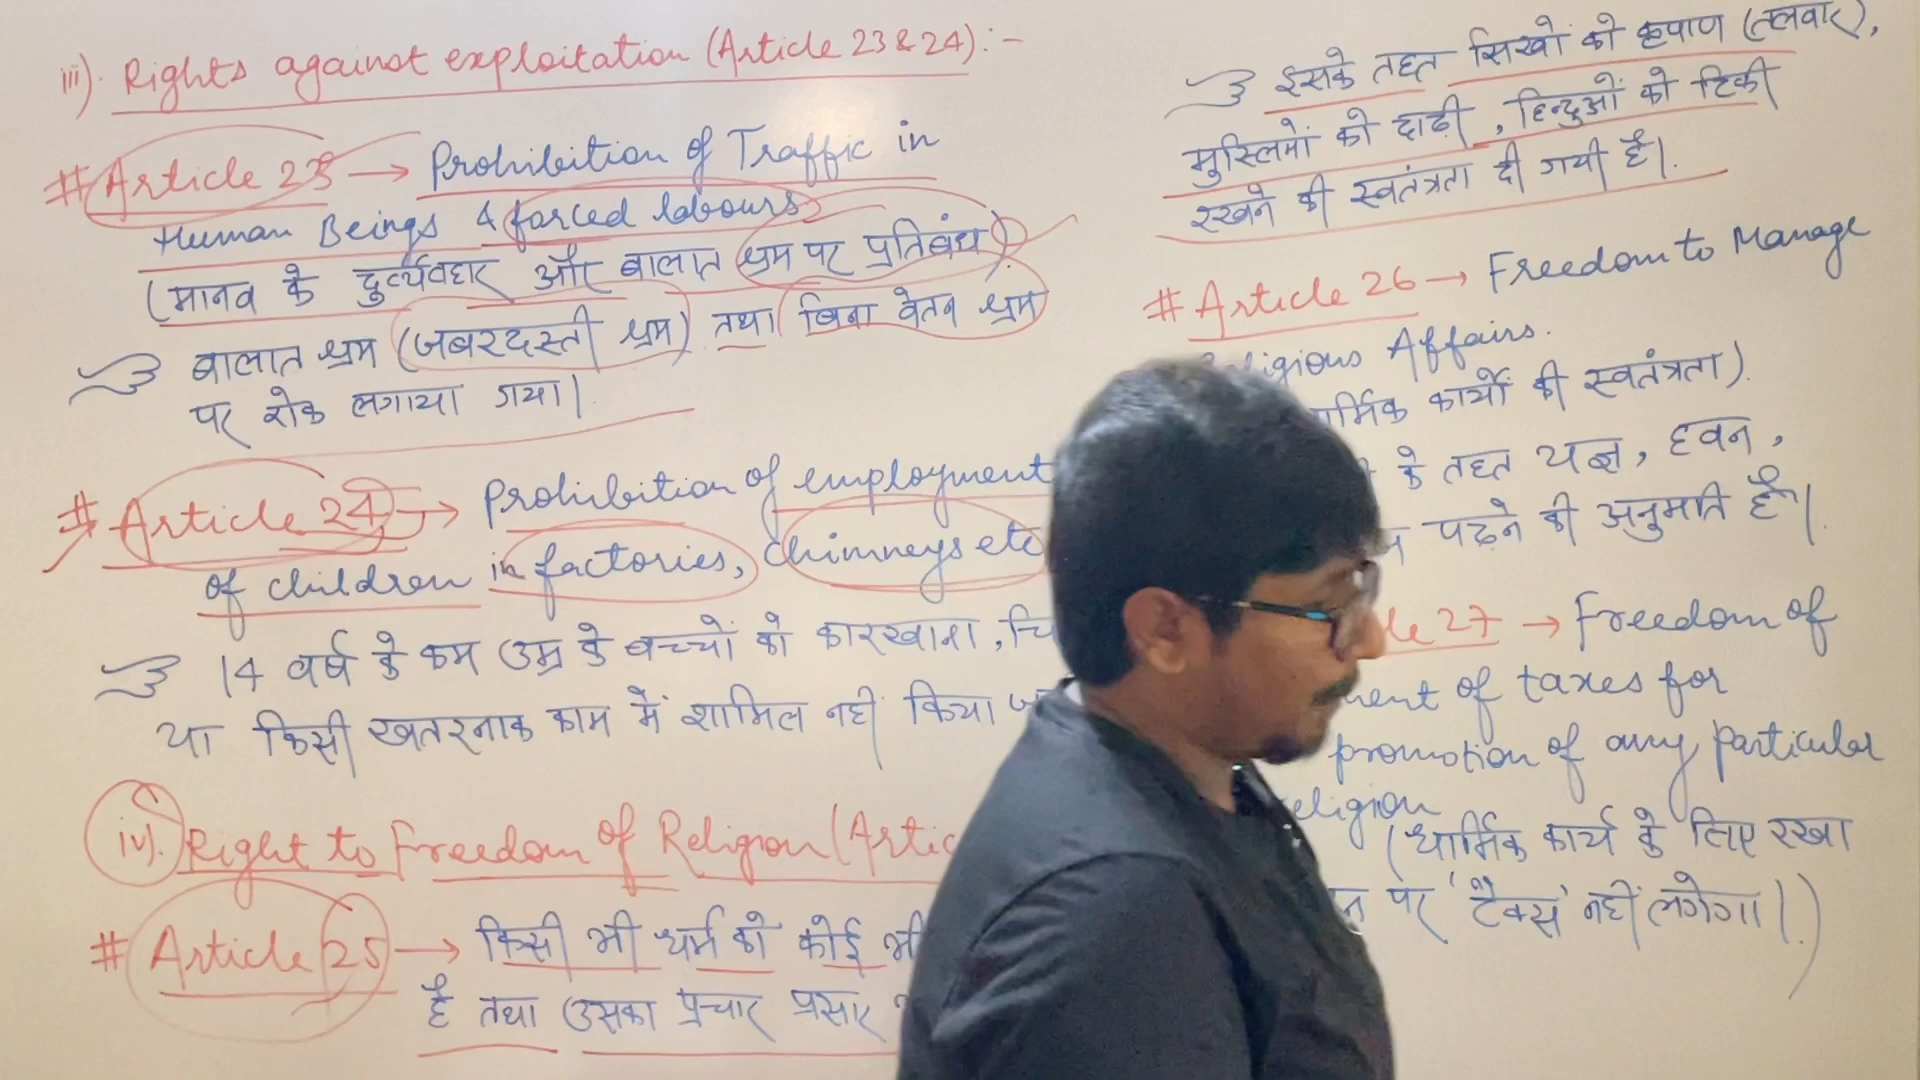 iii). Rights against exploitation (Article 23 & 24):-
# Article 23 → Prohibition of Traffic in
Human Beings & forced labours
(मानव के दुर्व्यवहार और बालात श्रम पर प्रतिबंध)
बालात श्रम (जबरदस्ती श्रम) तथा बिना वेतन श्रम
पर रोक लगाया गया।
# Article 24 → Prohibition of employment
of children in factories, chimneys etc
14 वर्ष के कम उम्र के बच्चों को कारखाना,
या किसी खतरनाक काम में शामिल नहीं किया
iv). Right to Freedom of Religion (
# Article 25 → किसी भी धर्म को कोई भी
है तथा उसका प्रचार प्रसार
इसके तहत सिखों को कृपाण (तलवार),
मुस्लिमों को दाढ़ी, हिन्दुओं को टिकी
रखने की स्वतंत्रता दी गयी है।
# Article 26 → Freedom to Manage
Affairs.
कार्यों की स्वतंत्रता)
के तहत यज्ञ, हवन,
पढ़ने की अनुमति है।
27 → Freedom of
of taxes for
promotion of any particular
(धार्मिक कार्य के लिए रखा
पर 'टैक्स' नहीं लगेगा।)